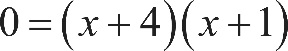 0 = (x + 4)(x + 1)